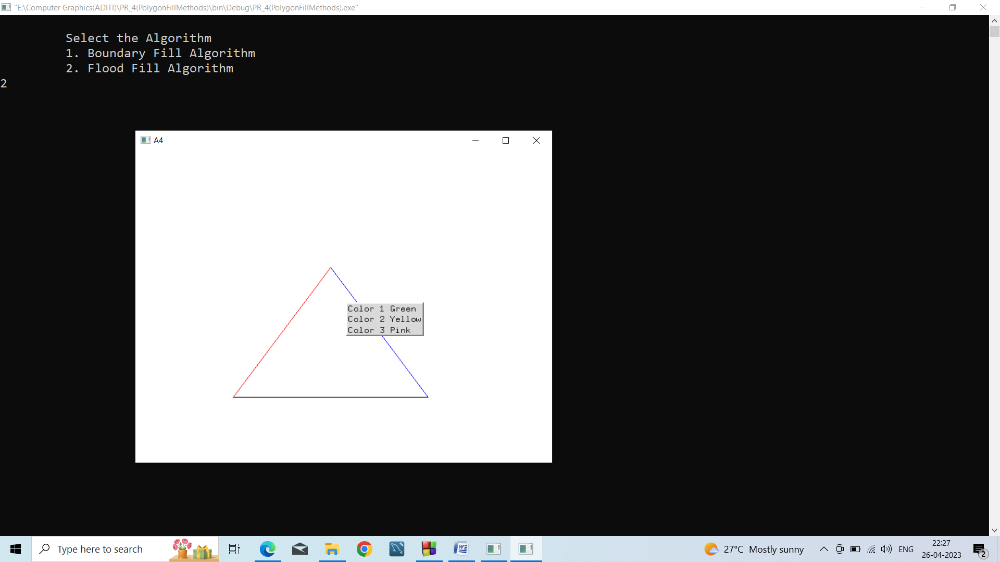 "E:\Computer Graphics(ADITI)\PR_4(PolygonFillMethods)\bin\Debug\PR_4(PolygonFillMethods).exe"
Select the Algorithm
1. Boundary Fill Algorithm
2. Flood Fill Algorithm
2
A4
Color 1 Green
Color 2 Yellow
Color 3 Pink
Type here to search
27°C Mostly sunny
ENG
22:27
26-04-2023
2